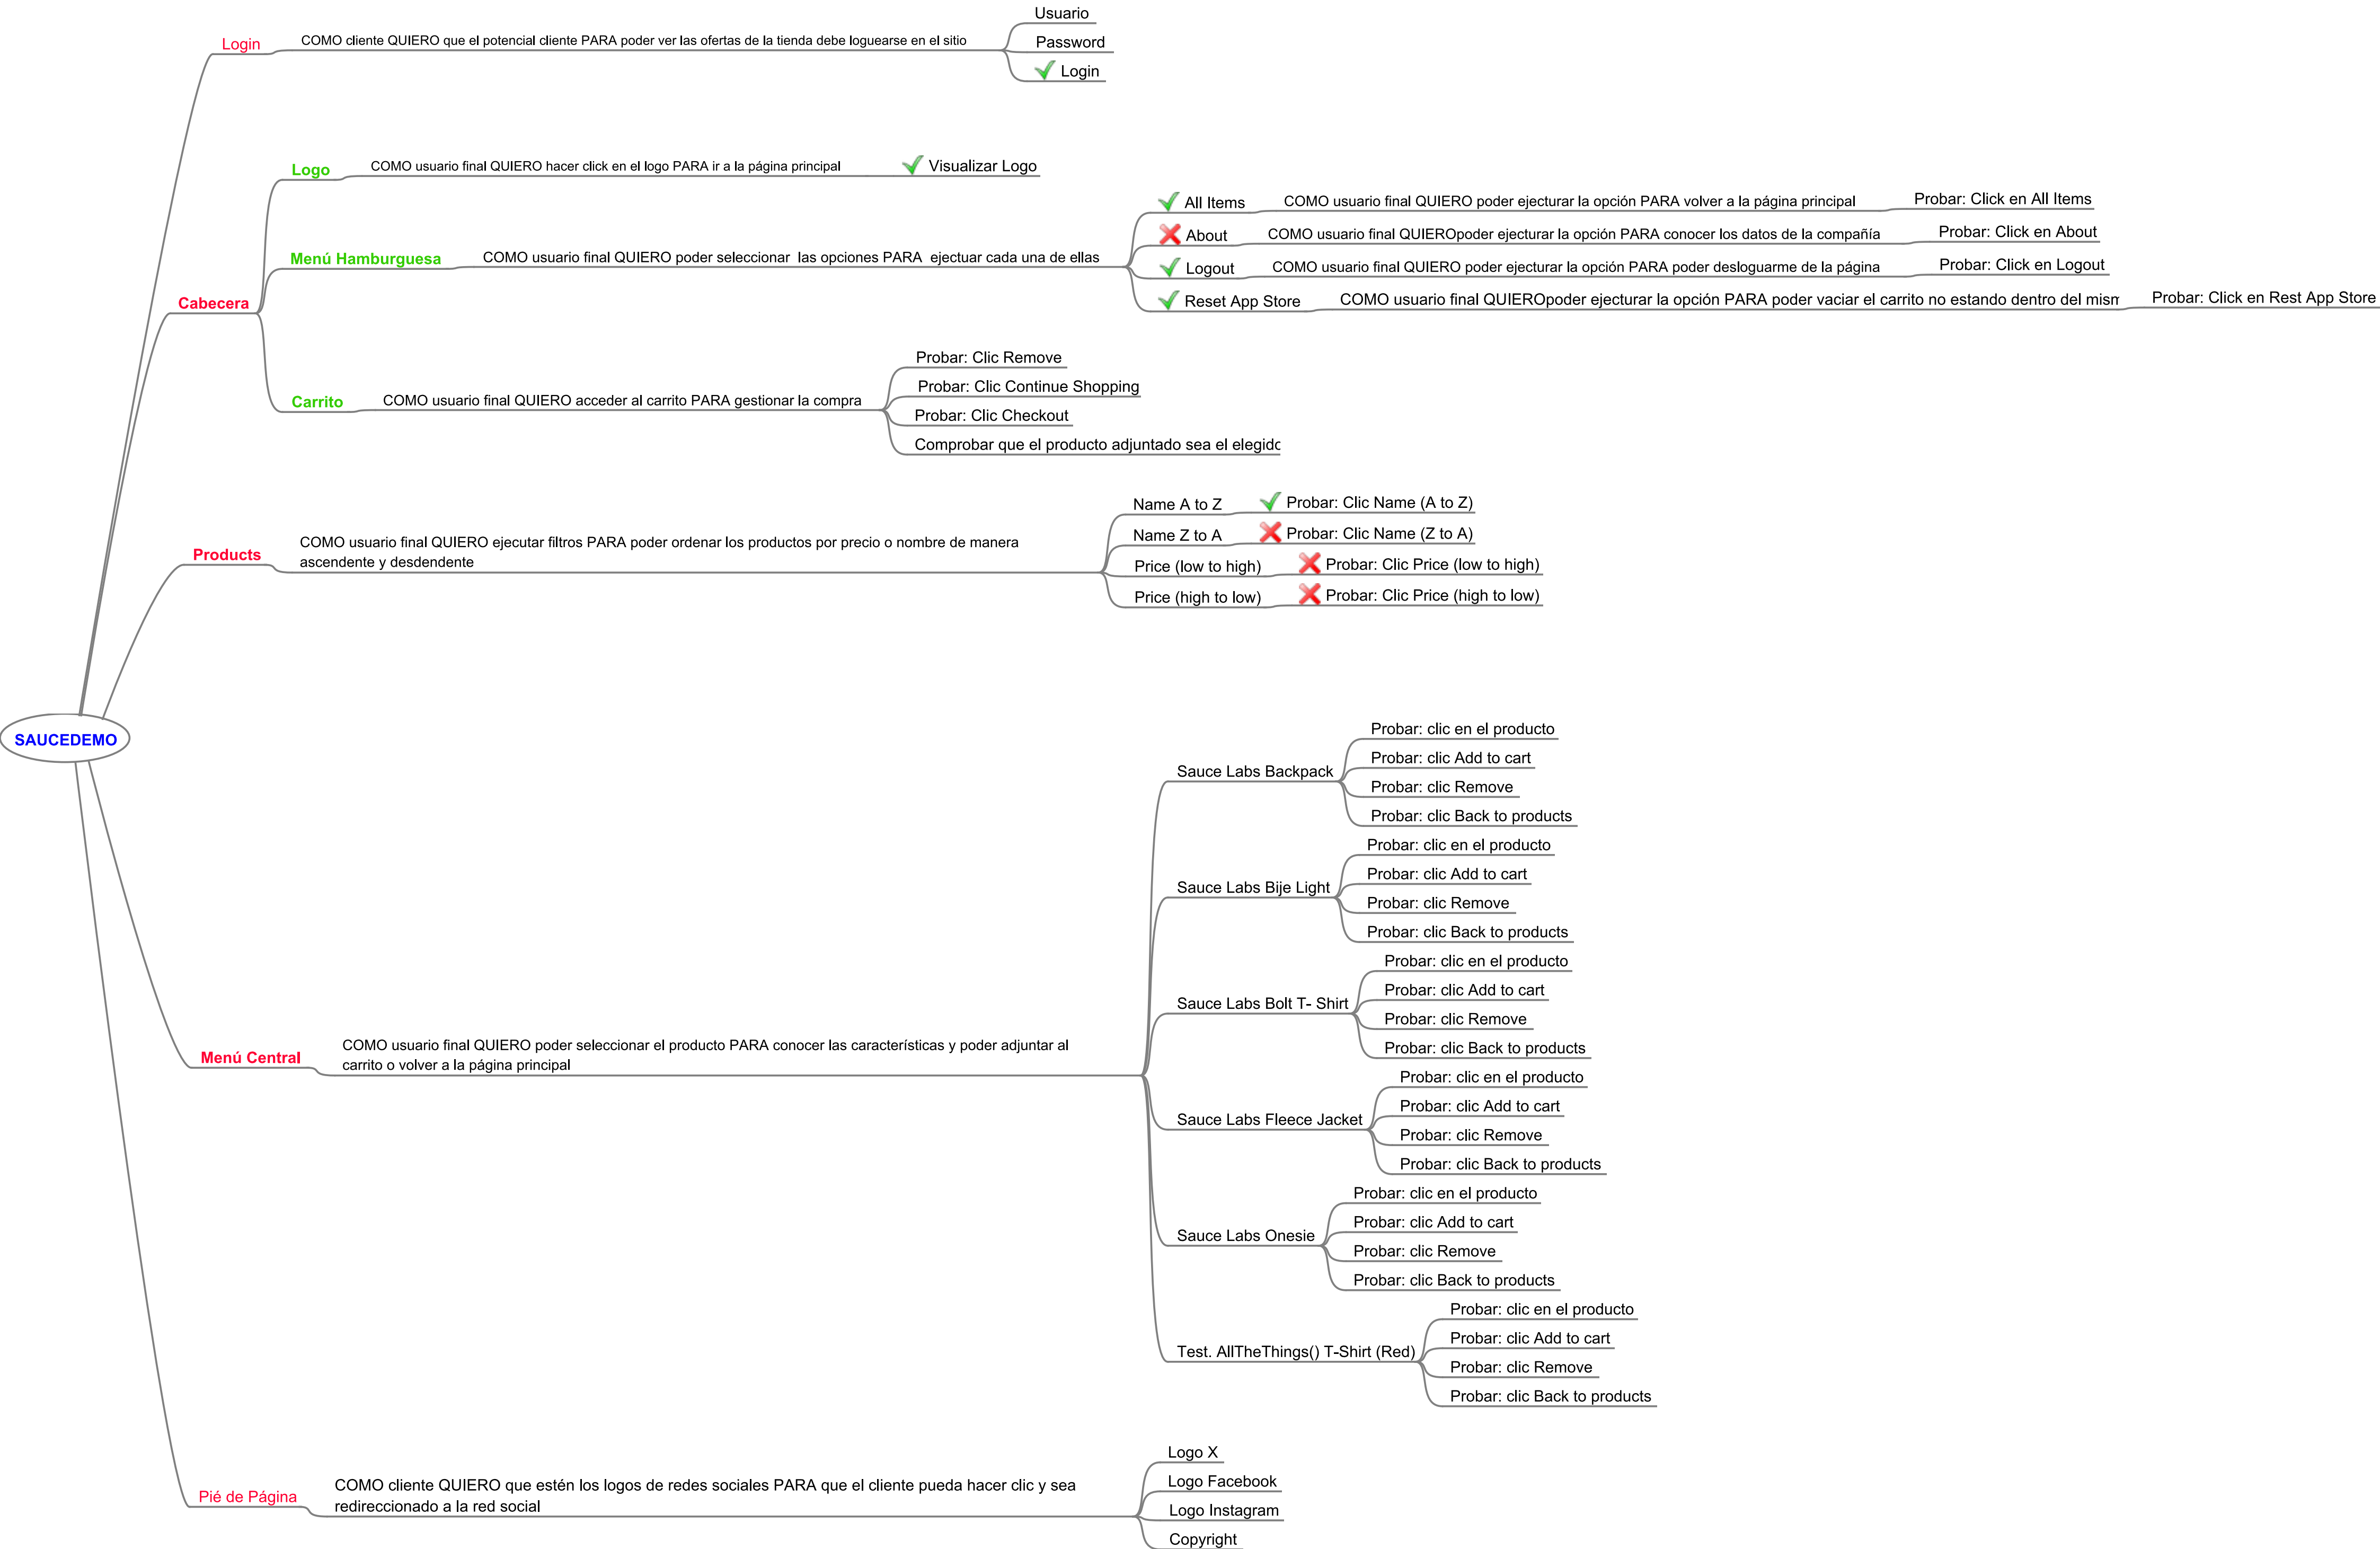 Usuario
Login
COMO cliente QUIERO que el potencial cliente PARA poder ver las ofertas de la tienda debe loguearse en el sitio
Password
Login
Logo
COMO usuario final QUIERO hacer click en el logo PARA ir a la página principal
Visualizar Logo
All Items
COMO usuario final QUIERO poder ejecturar la opción PARA volver a la página principal
Probar: Click en All Items
About
COMO usuario final QUIEROpoder ejecturar la opción PARA conocer los datos de la compañía
Probar: Click en About
Menú Hamburguesa
COMO usuario final QUIERO poder seleccionar las opciones PARA ejectuar cada una de ellas
Logout
COMO usuario final QUIERO poder ejecturar la opción PARA poder desloguarme de la página
Probar: Click en Logout
Cabecera
Reset App Store
COMO usuario final QUIEROpoder ejecturar la opción PARA poder vaciar el carrito no estando dentro del mism
Probar: Click en Rest App Store
Probar: Clic Remove
Probar: Clic Continue Shopping
Carrito
COMO usuario final QUIERO acceder al carrito PARA gestionar la compra
Probar: Clic Checkout
Comprobar que el producto adjuntado sea el elegido
Name A to Z
Probar: Clic Name (A to Z)
Name Z to A
Probar: Clic Name (Z to A)
Products
COMO usuario final QUIERO ejecutar filtros PARA poder ordenar los productos por precio o nombre de manera
ascendente y desdendente
Price (low to high)
Probar: Clic Price (low to high)
Price (high to low)
Probar: Clic Price (high to low)
SAUCEDEMO
Sauce Labs Backpack
Probar: clic en el producto
Probar: clic Add to cart
Probar: clic Remove
Probar: clic Back to products
Sauce Labs Bije Light
Probar: clic en el producto
Probar: clic Add to cart
Probar: clic Remove
Probar: clic Back to products
Sauce Labs Bolt T- Shirt
Probar: clic en el producto
Probar: clic Add to cart
Probar: clic Remove
Probar: clic Back to products
Menú Central
COMO usuario final QUIERO poder seleccionar el producto PARA conocer las características y poder adjuntar al
carrito o volver a la página principal
Sauce Labs Fleece Jacket
Probar: clic en el producto
Probar: clic Add to cart
Probar: clic Remove
Probar: clic Back to products
Sauce Labs Onesie
Probar: clic en el producto
Probar: clic Add to cart
Probar: clic Remove
Probar: clic Back to products
Test. AllTheThings() T-Shirt (Red)
Probar: clic en el producto
Probar: clic Add to cart
Probar: clic Remove
Probar: clic Back to products
Pié de Página
COMO cliente QUIERO que estén los logos de redes sociales PARA que el cliente pueda hacer clic y sea
redireccionado a la red social
Logo X
Logo Facebook
Logo Instagram
Copyright